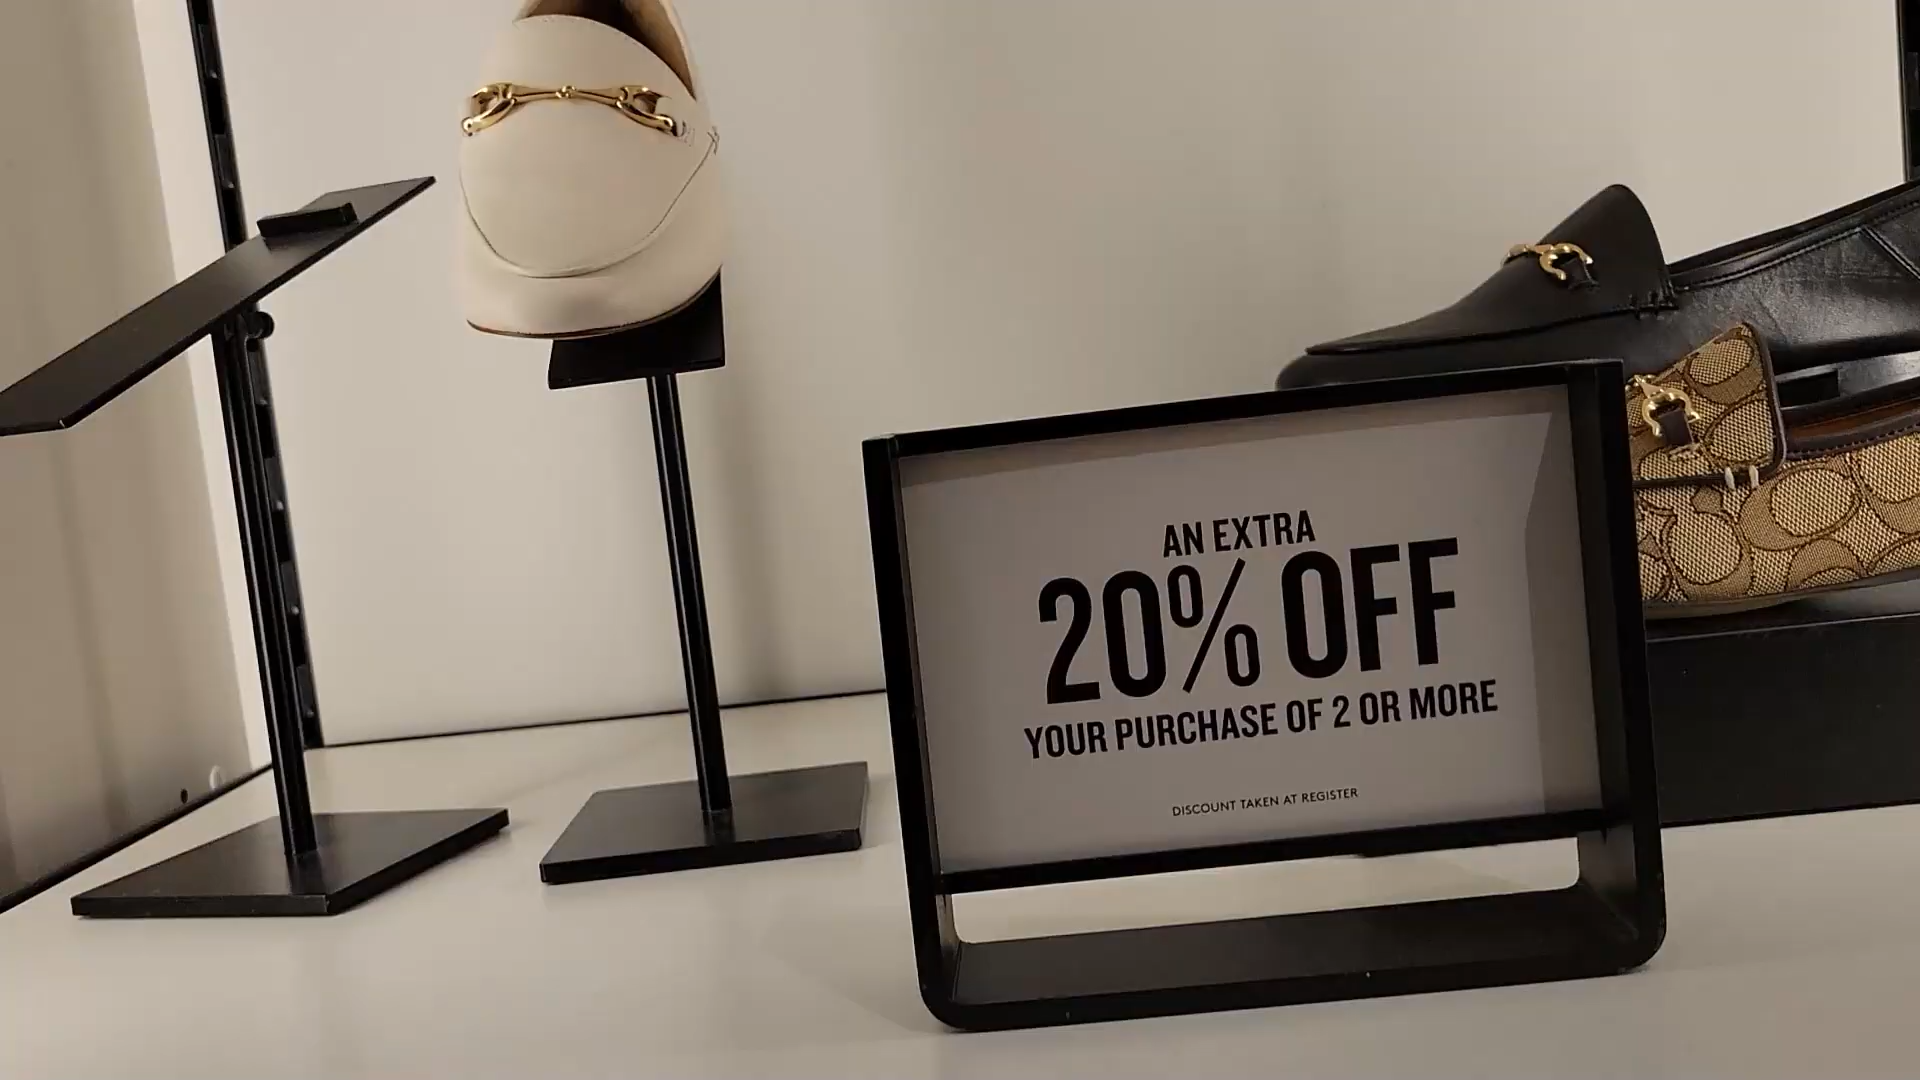 AN EXTRA
20% OFF
YOUR PURCHASE OF 2 OR MORE
DISCOUNT TAKEN AT REGISTER